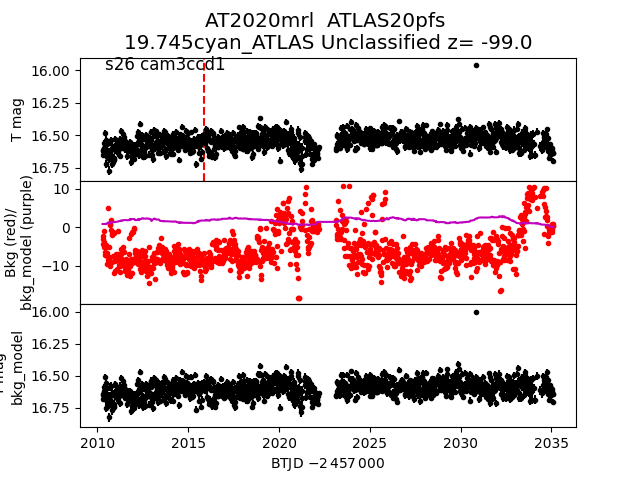 AT2020mrl ATLAS20pfs
19.745cyan_ATLAS Unclassified z= -99.0
s26 cam3ccd1
T mag
16.00
16.25
16.50
16.75
Bkg (red)/
bkg_model (purple)
10
0
−10
bkg_model
16.00
16.25
16.50
16.75
2010
2015
2020
2025
2030
2035
BTJD −2 457 000